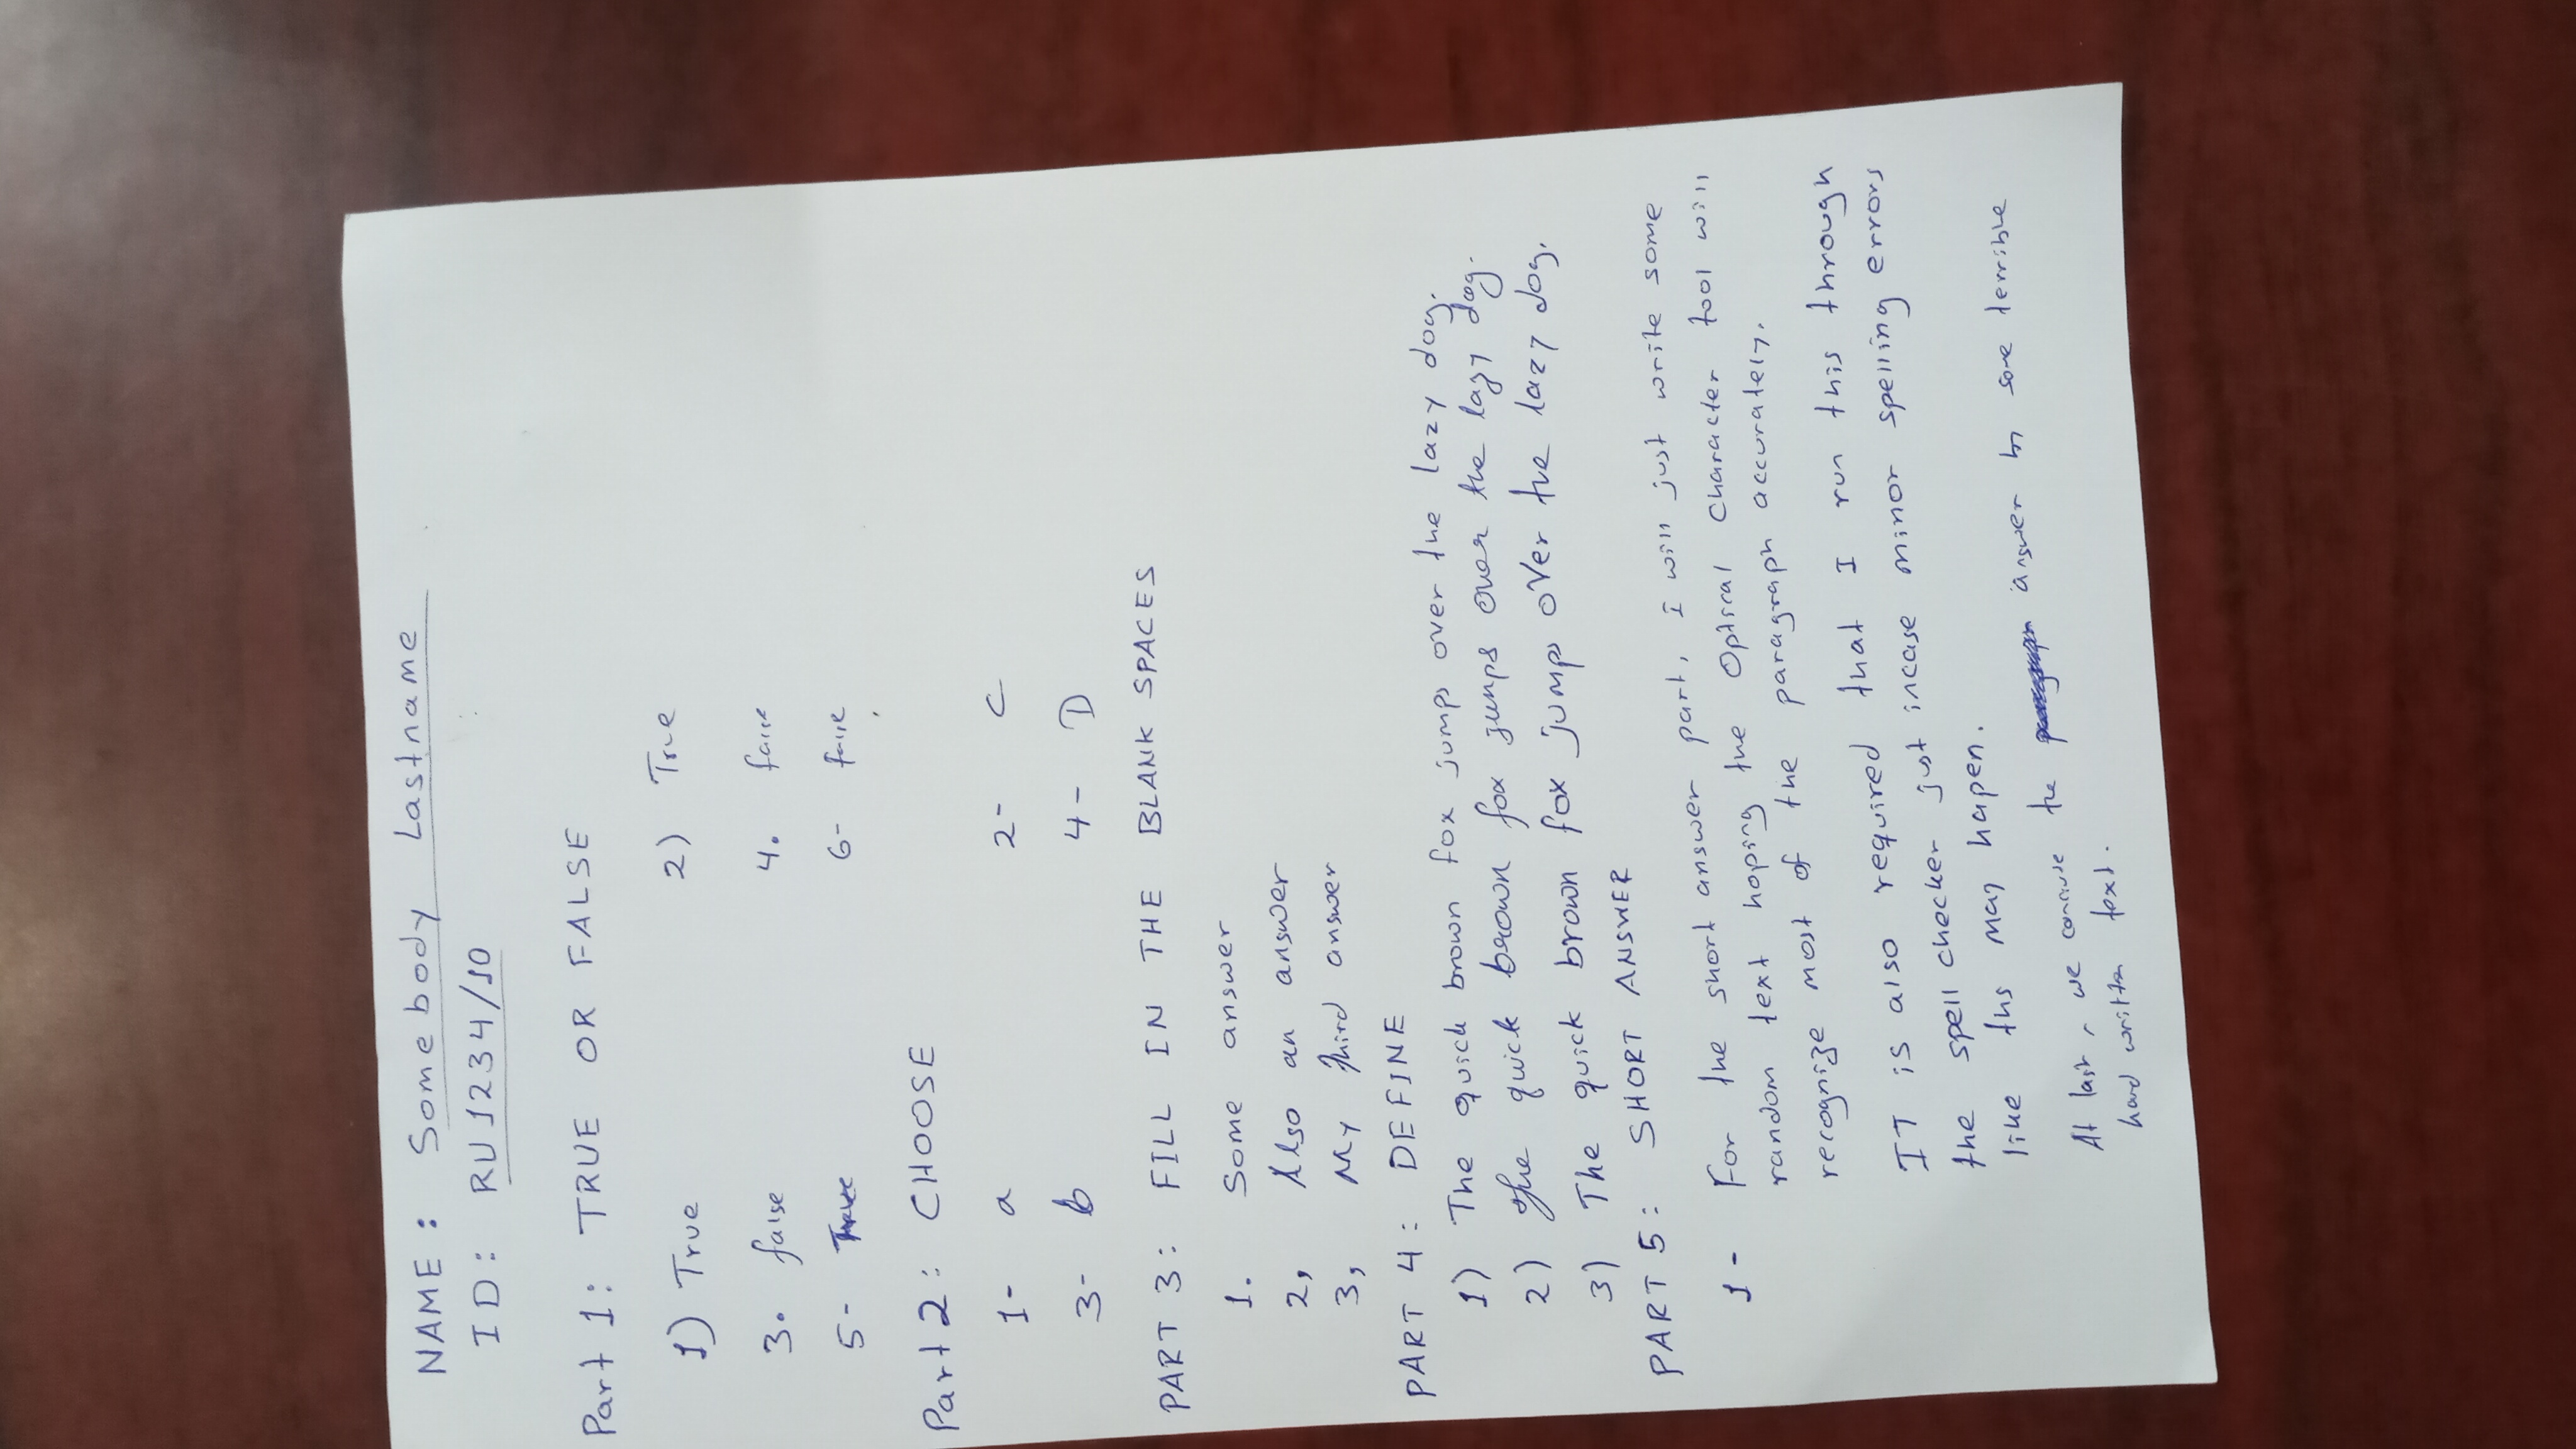 NAME : Somebody Lastname
ID : RU1234/10
Part 1: TRUE OR FALSE
1) True 2) True
3. false 4. false
5- True 6- false
Part 2: CHOOSE
1- a 2- C
3- b 4- D
PART 3: FILL IN THE BLANK SPACES
1. Some answer
2, Also an answer
3, My third answer
PART 4: DEFINE
1) The quick brown fox jumps over the lazy dog.
2) The quick brown fox jumps over the lazy dog.
3) The quick brown fox jumps over the lazy dog.
PART 5: SHORT ANSWER
1- For the short answer part, I will just write some
random text hoping the Optical Character tool will
recognize most of the paragraph accurately.
IT is also required that I run this through
the spell checker just incase minor spelling errors
like ths may hapen.
At last, we conclude the answer by some terrible
hand written text.